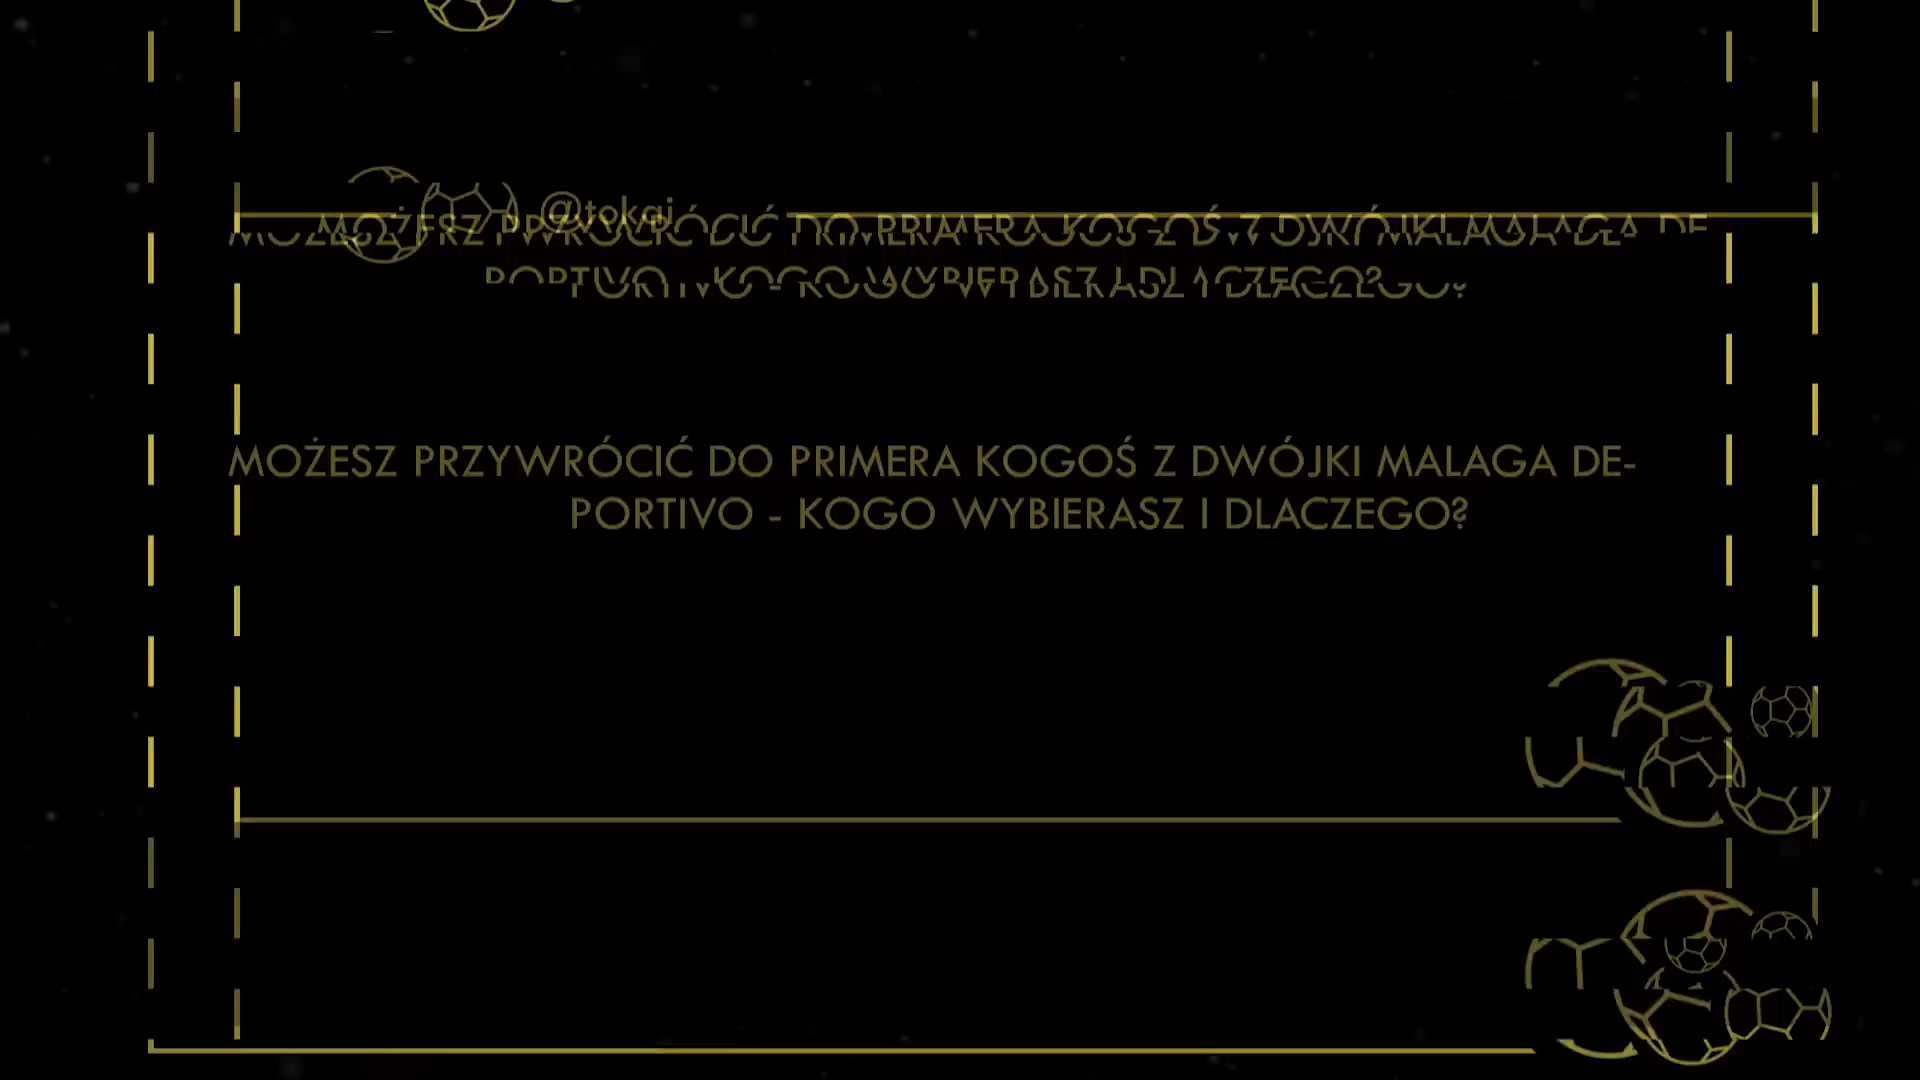 @tokaj
MOŻESZ PRZYWRÓCIĆ DO PRIMERA KOGOŚ Z DWÓJKI MALAGA DE-
PORTIVO - KOGO WYBIERASZ I DLACZEGO?